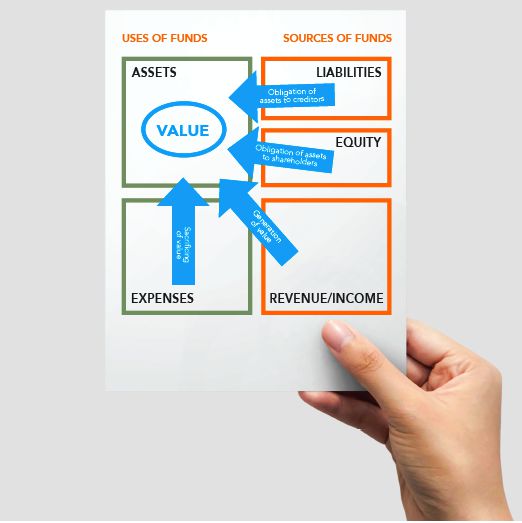 USES OF FUNDS
SOURCES OF FUNDS
ASSETS
LIABILITIES
Obligation of
assets to creditors
VALUE
EQUITY
Obligation of assets
to shareholders
Sacrificing
of value
Generation
of value
EXPENSES
REVENUE/INCOME